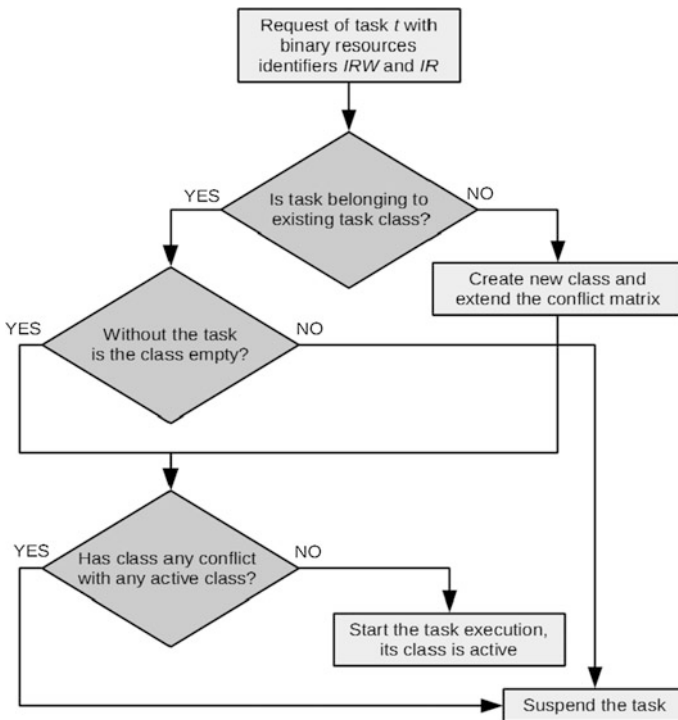 Request of task t with
binary resources
identifiers IRW and IR
YES
NO
Is task belonging to
existing task class?
Create new class and
extend the conflict matrix
YES
NO
Without the task
is the class empty?
YES
NO
Has class any conflict
with any active class?
Start the task execution,
its class is active
Suspend the task